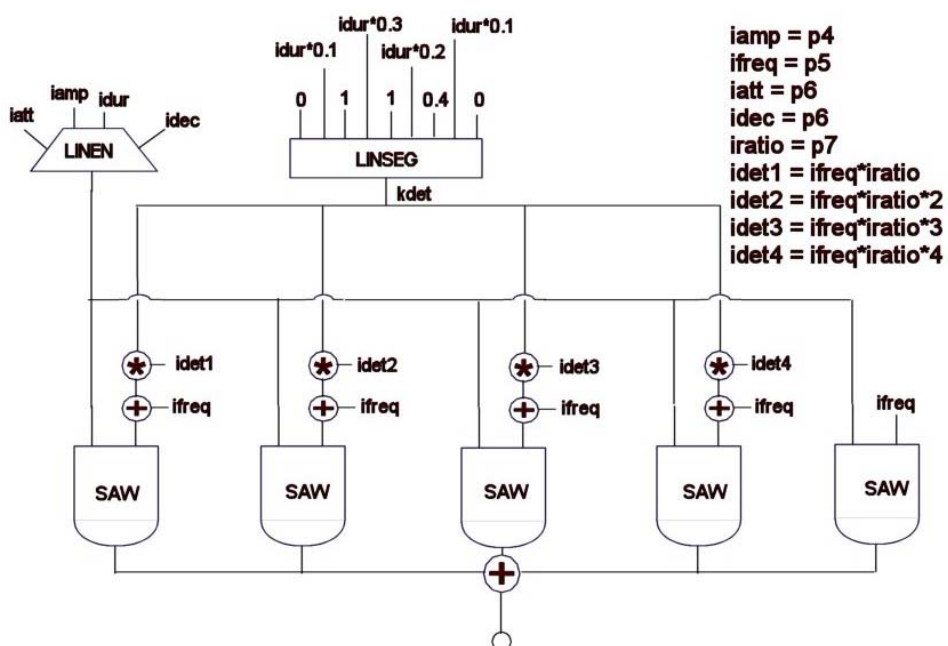 idur*0.3
idur*0.1 idur*0.1
idur*0.2
iamp idur
iatt idec
0 1 1 0.4 0
LINEN
LINSEG
kdet
iamp = p4
ifreq = p5
iatt = p6
idec = p6
iratio = p7
idet1 = ifreq*iratio
idet2 = ifreq*iratio*2
idet3 = ifreq*iratio*3
idet4 = ifreq*iratio*4
* idet1 * idet2 * idet3 * idet4
+ ifreq + ifreq + ifreq + ifreq ifreq
SAW SAW SAW SAW SAW
+